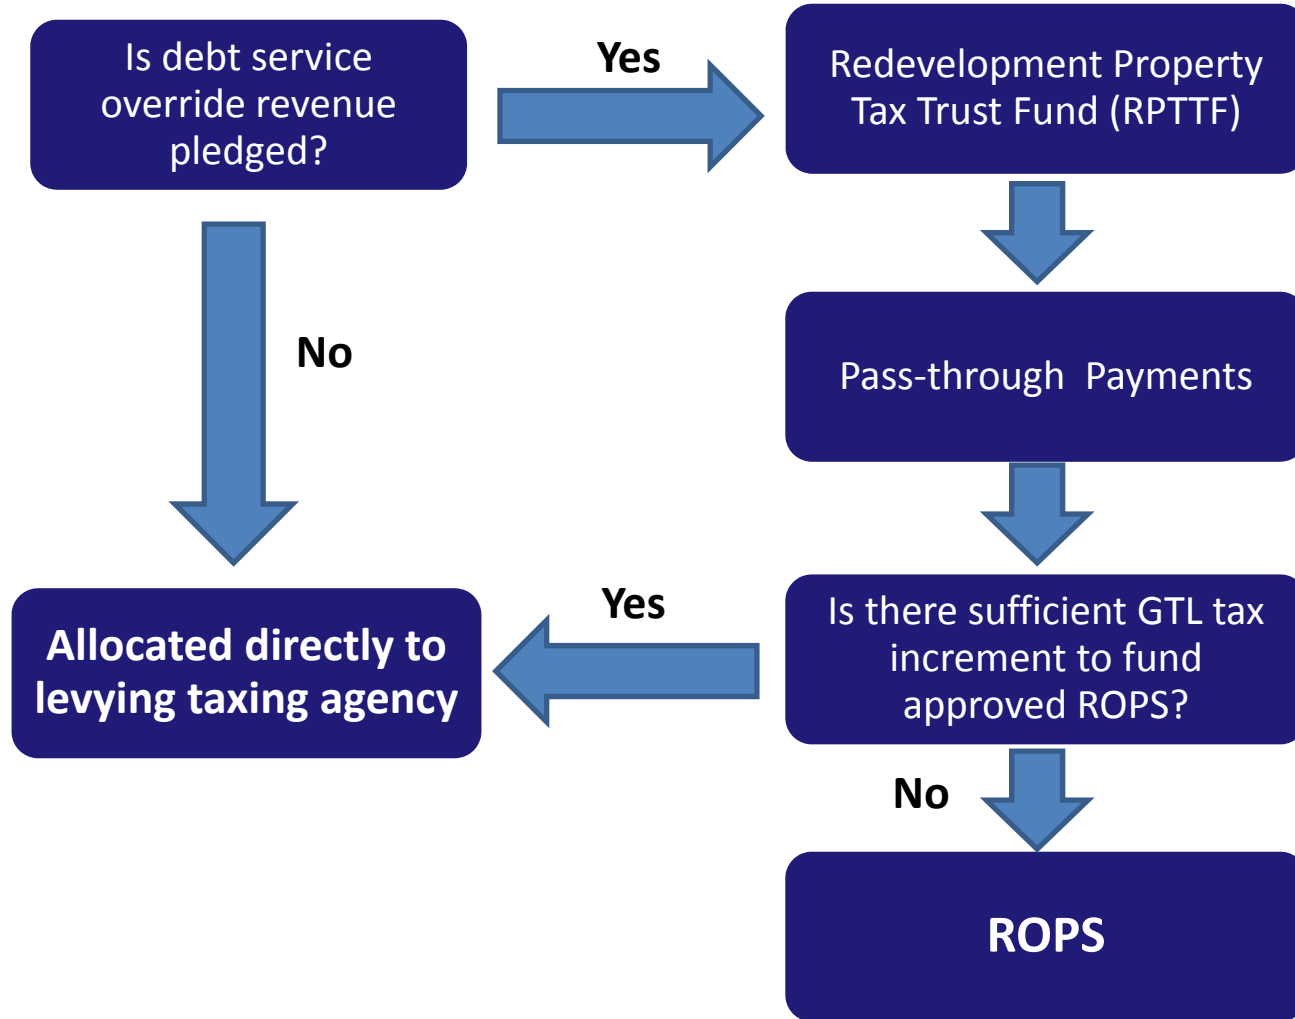 Is debt service
override revenue
pledged?
Yes
Redevelopment Property
Tax Trust Fund (RPTTF)
No
Pass-through  Payments
Allocated directly to
levying taxing agency
Yes
Is there sufficient GTL tax
increment to fund
approved ROPS?
No
ROPS